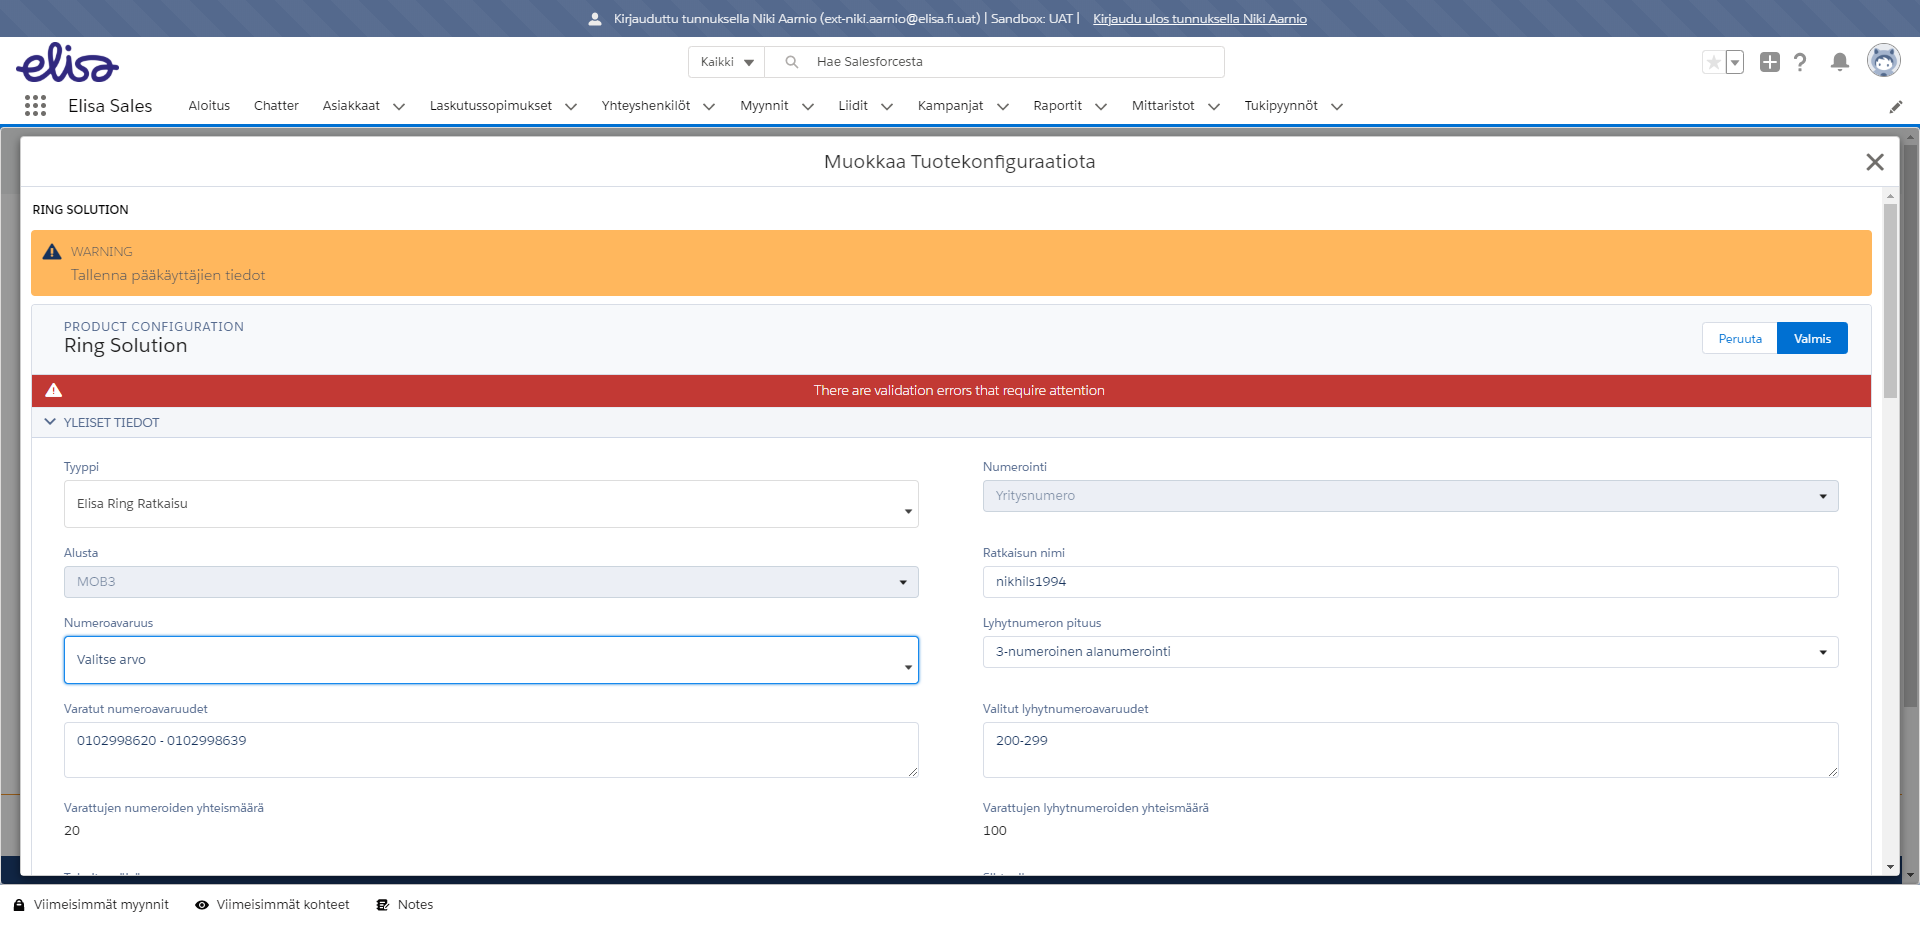 Kirjauduttu tunnuksella Niki Aarnio (ext-niki.aarnio@elisa.fi.uat) | Sandbox: UAT | Kirjaudu ulos tunnuksella Niki Aarnio
elisa
Kaikki
Hae Salesforcesta
Elisa Sales
Aloitus
Chatter
Asiakkaat
Laskutussopimukset
Yhteyshenkilöt
Myynnit
Liidit
Kampanjat
Raportit
Mittaristot
Tukipyynnöt
Muokkaa Tuotekonfiguraatiota
RING SOLUTION
WARNING
Tallenna pääkäyttäjien tiedot
PRODUCT CONFIGURATION
Ring Solution
Peruuta
Valmis
There are validation errors that require attention
YLEISET TIEDOT
Tyyppi
Numerointi
Elisa Ring Ratkaisu
Yritysnumero
Alusta
Ratkaisun nimi
MOB3
nikhils1994
Numeroavaruus
Lyhytnumeron pituus
Valitse arvo
3-numeroinen alanumerointi
Varatut numeroavaruudet
Valitut lyhytnumeroavaruudet
0102998620 - 0102998639
200-299
Varattujen numeroiden yhteismäärä
Varattujen lyhytnumeroiden yhteismäärä
20
100
Viimeisimmät myynnit
Viimeisimmät kohteet
Notes